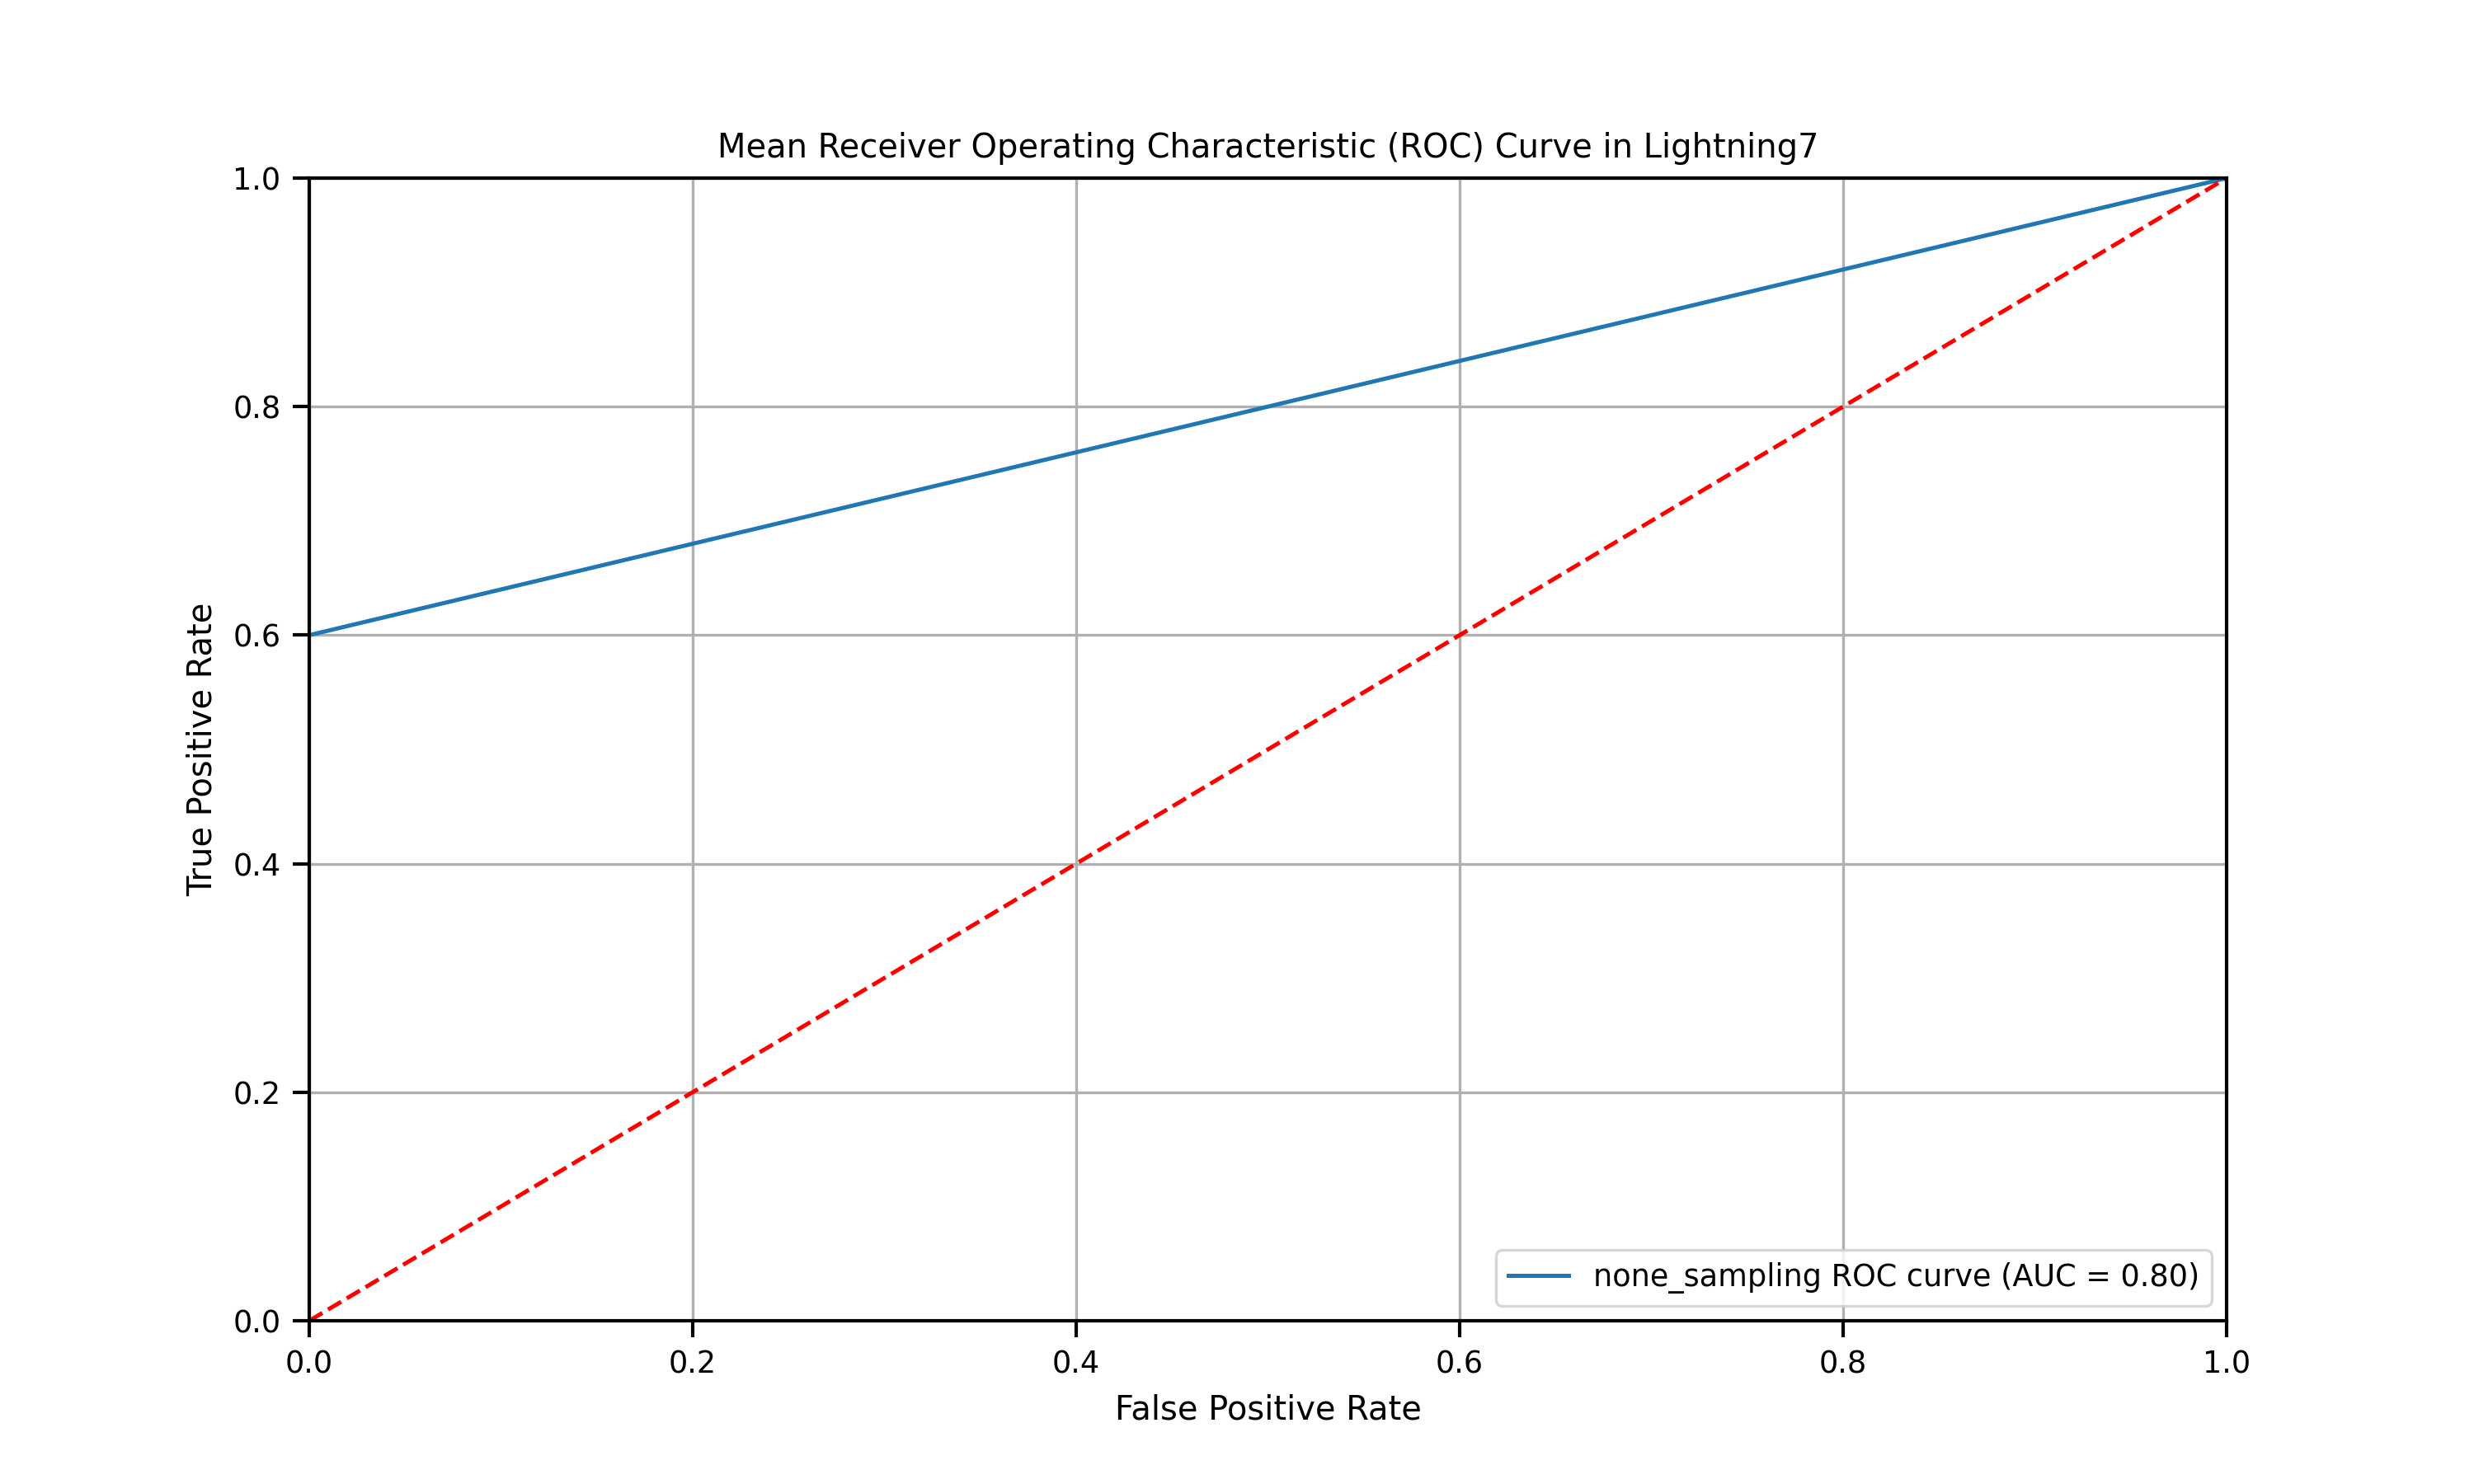 Mean Receiver Operating Characteristic (ROC) Curve in Lightning7
1.0
0.8
0.6
0.4
0.2
0.0
True Positive Rate
none_sampling ROC curve (AUC = 0.80)
0.0 0.2 0.4 0.6 0.8 1.0
False Positive Rate